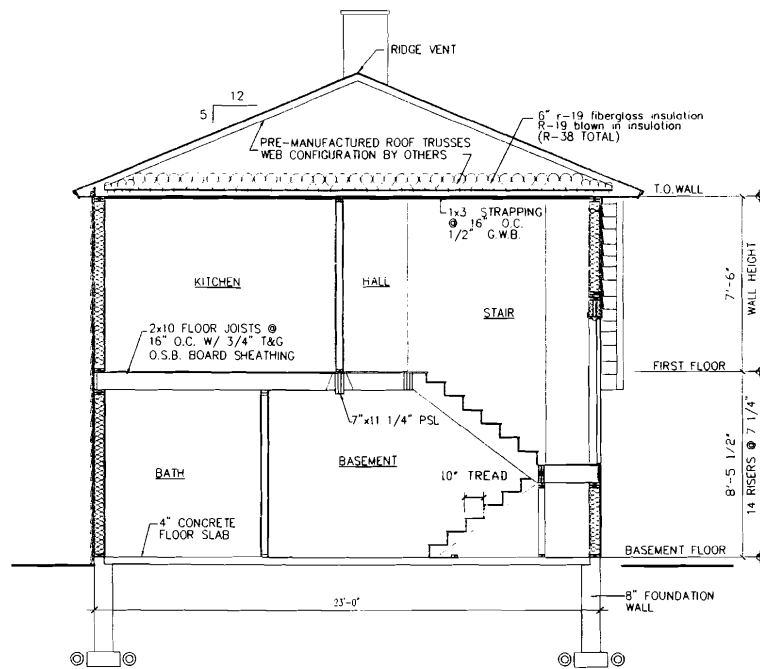 RIDGE VENT
12
5
6" r-19 fiberglass insulation
R-19 blown in insulation
(R-38 TOTAL)
PRE-MANUFACTURED ROOF TRUSSES
WEB CONFIGURATION BY OTHERS
T.O.WALL
1x3 STRAPPING
@ 16" O.C.
1/2" G.W.B.
KITCHEN
HALL
STAIR
7'-6"
WALL HEIGHT
2x10 FLOOR JOISTS @
16" O.C. W/ 3/4" T&G
O.S.B. BOARD SHEATHING
FIRST FLOOR
7"x11 1/4" PSL
BATH
BASEMENT
10" TREAD
8'-5 1/2"
14 RISERS @ 7 1/4"
4" CONCRETE
FLOOR SLAB
BASEMENT FLOOR
23'-0"
8" FOUNDATION
WALL